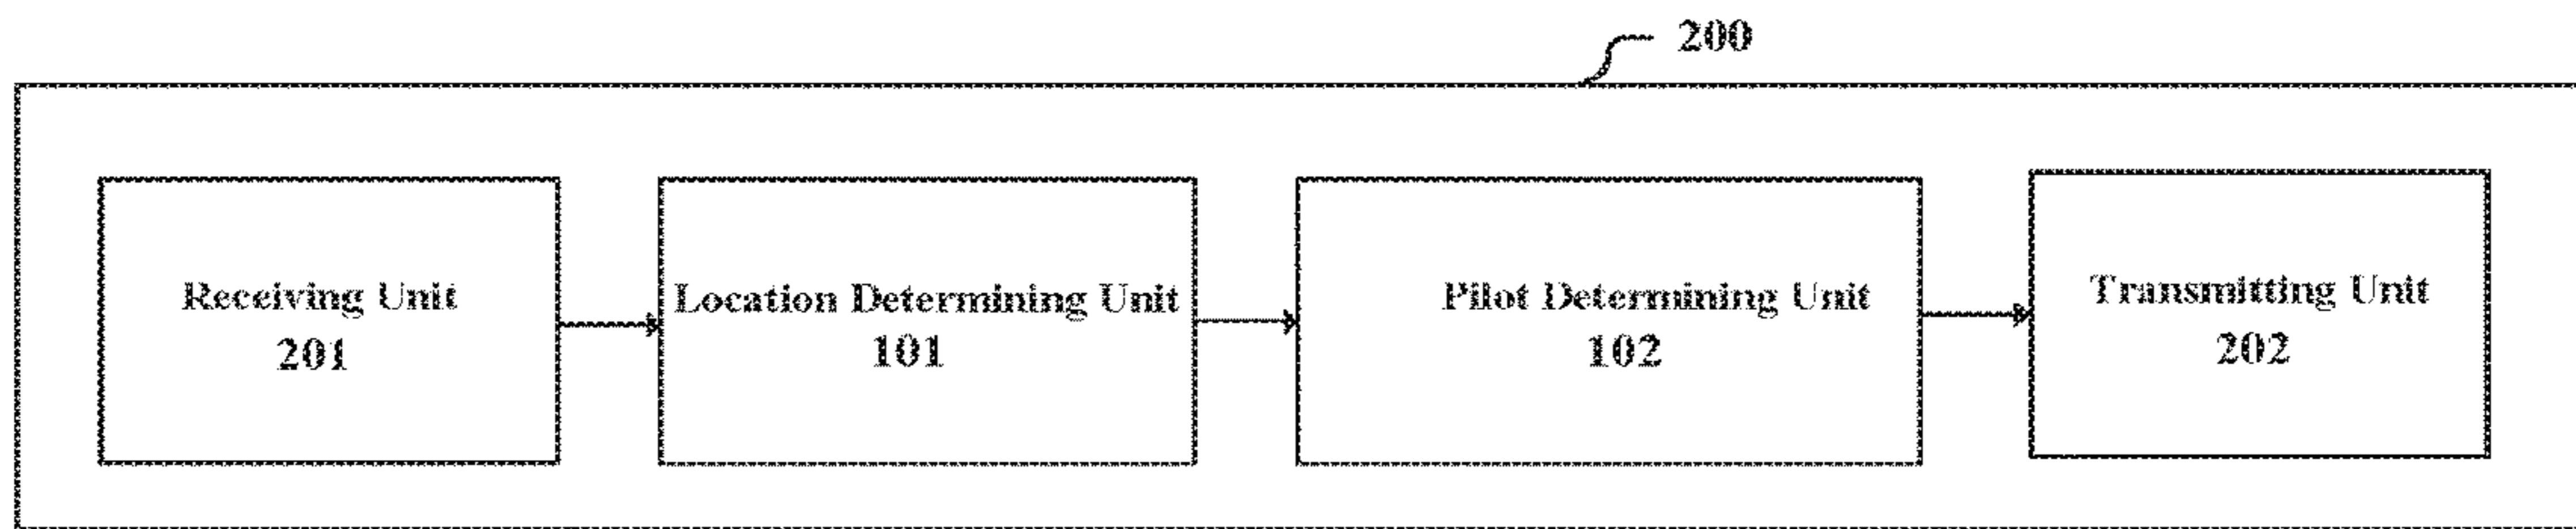 200
Receiving Unit
201
Location Determining Unit
101
Pilot Determining Unit
102
Transmitting Unit
202